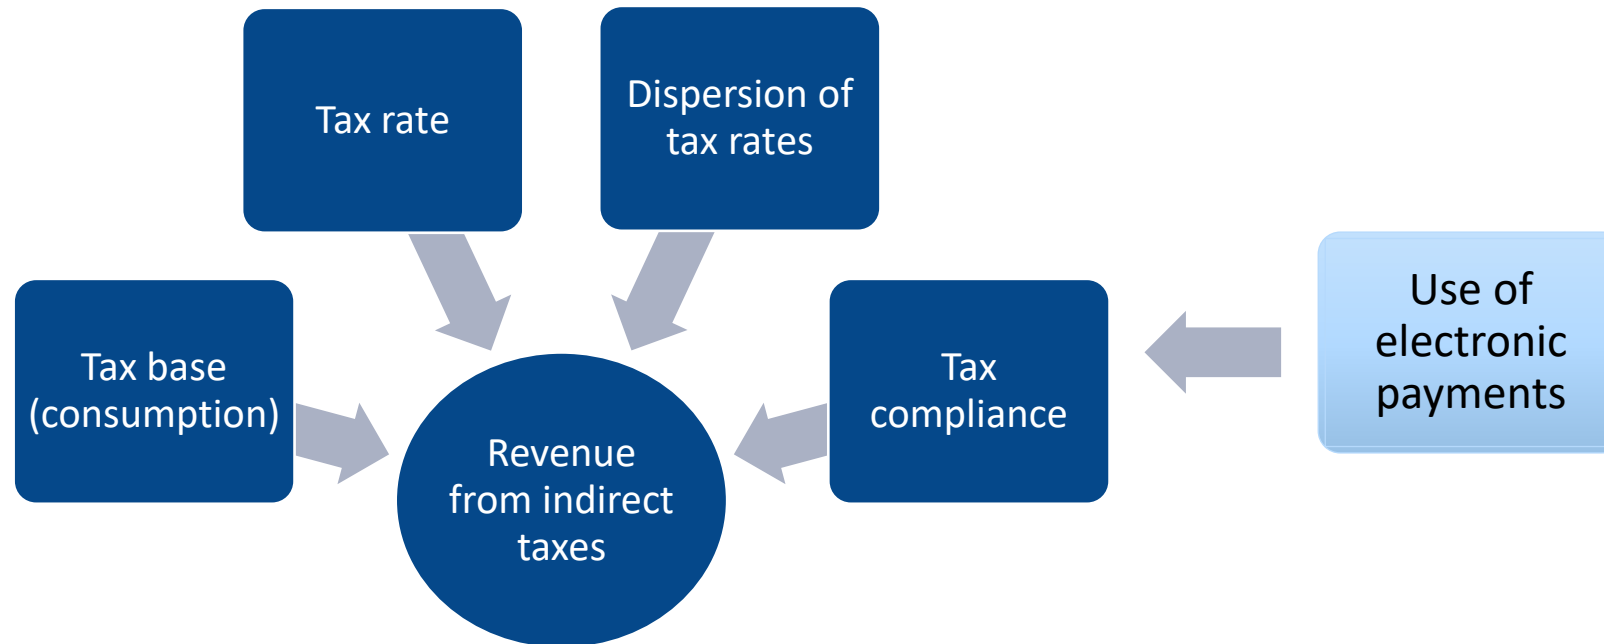 Tax rate
Dispersion of
tax rates
Tax base
(consumption)
Revenue
from indirect
taxes
Tax
compliance
Use of
electronic
payments